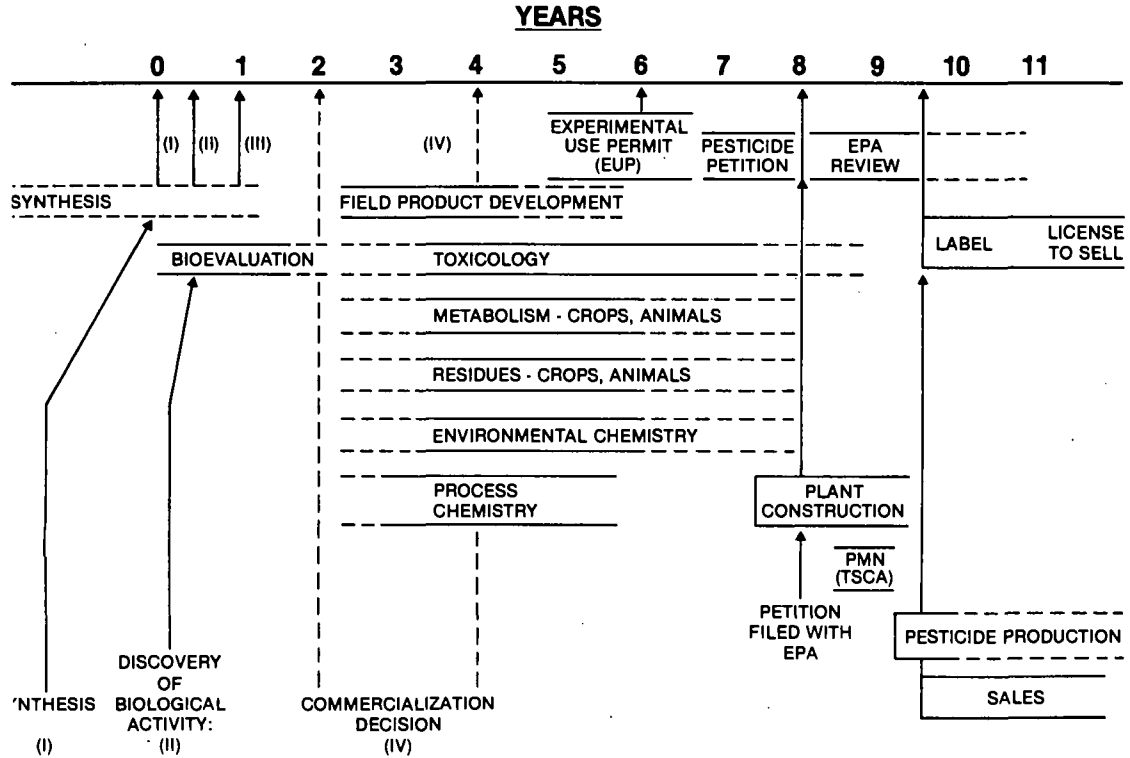 YEARS
0 1 2 3 4 5 6 7 8 9 10 11
(I) (II) (III) (IV)
EXPERIMENTAL
USE PERMIT
(EUP)
PESTICIDE
PETITION
EPA
REVIEW
SYNTHESIS
FIELD PRODUCT DEVELOPMENT
LABEL
LICENSE
TO SELL
BIOEVALUATION
TOXICOLOGY
METABOLISM - CROPS, ANIMALS
RESIDUES - CROPS, ANIMALS
ENVIRONMENTAL CHEMISTRY
PROCESS
CHEMISTRY
PLANT
CONSTRUCTION
PMN
(TSCA)
PETITION
FILED WITH
EPA
PESTICIDE PRODUCTION
SALES
NTHESIS
(I)
DISCOVERY
OF
BIOLOGICAL
ACTIVITY:
(II)
COMMERCIALIZATION
DECISION
(IV)